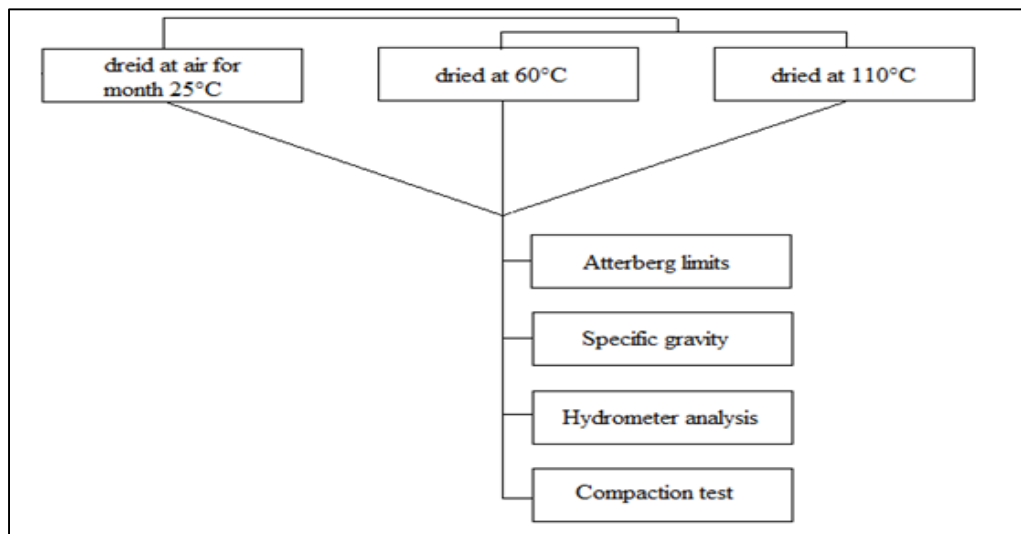 dreid at air for
month 25°C
dried at 60°C
dried at 110°C
Atterberg limits
Specific gravity
Hydrometer analysis
Compaction test